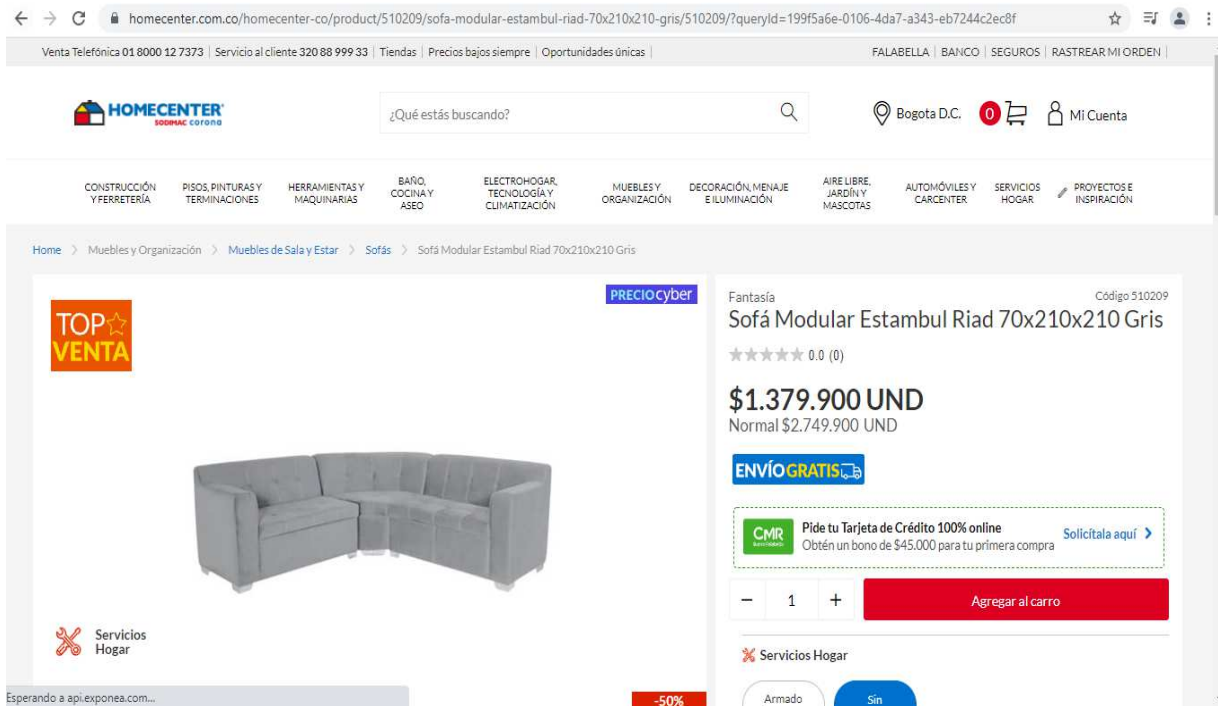 homecenter.com.co/homecenter-co/product/510209/sofa-modular-estambul-riad-70x210x210-gris/510209/?queryId=199f5a6e-0106-4da7-a343-eb7244c2ec8f
Venta Telefónica 01 8000 12 7373 | Servicio al cliente 320 88 999 33 | Tiendas | Precios bajos siempre | Oportunidades únicas |
FALABELLA | BANCO | SEGUROS | RASTREAR MI ORDEN |
HOMECENTER
SODIMAC corona
¿Qué estás buscando?
Bogota D.C.
0
Mi Cuenta
CONSTRUCCIÓN
Y FERRETERÍA
PISOS, PINTURAS Y
TERMINACIONES
HERRAMIENTAS Y
MAQUINARIAS
BAÑO,
COCINA Y
ASEO
ELECTROHOGAR,
TECNOLOGÍA Y
CLIMATIZACIÓN
MUEBLES Y
ORGANIZACIÓN
DECORACIÓN, MENAJE
E ILUMINACIÓN
AIRE LIBRE,
JARDÍN Y
MASCOTAS
AUTOMÓVILES Y
CARCENTER
SERVICIOS
HOGAR
PROYECTOS E
INSPIRACIÓN
Home > Muebles y Organización > Muebles de Sala y Estar > Sofás > Sofá Modular Estambul Riad 70x210x210 Gris
TOP
VENTA
PRECIOcyber
Servicios
Hogar
-50%
Fantasía
Código 510209
Sofá Modular Estambul Riad 70x210x210 Gris
0.0 (0)
$1.379.900 UND
Normal $2.749.900 UND
ENVÍO GRATIS
CMR
Pide tu Tarjeta de Crédito 100% online
Obtén un bono de $45.000 para tu primera compra
Solicítala aquí
− 1 +
Agregar al carro
Servicios Hogar
Armado
Sin
Esperando a api.exponea.com...